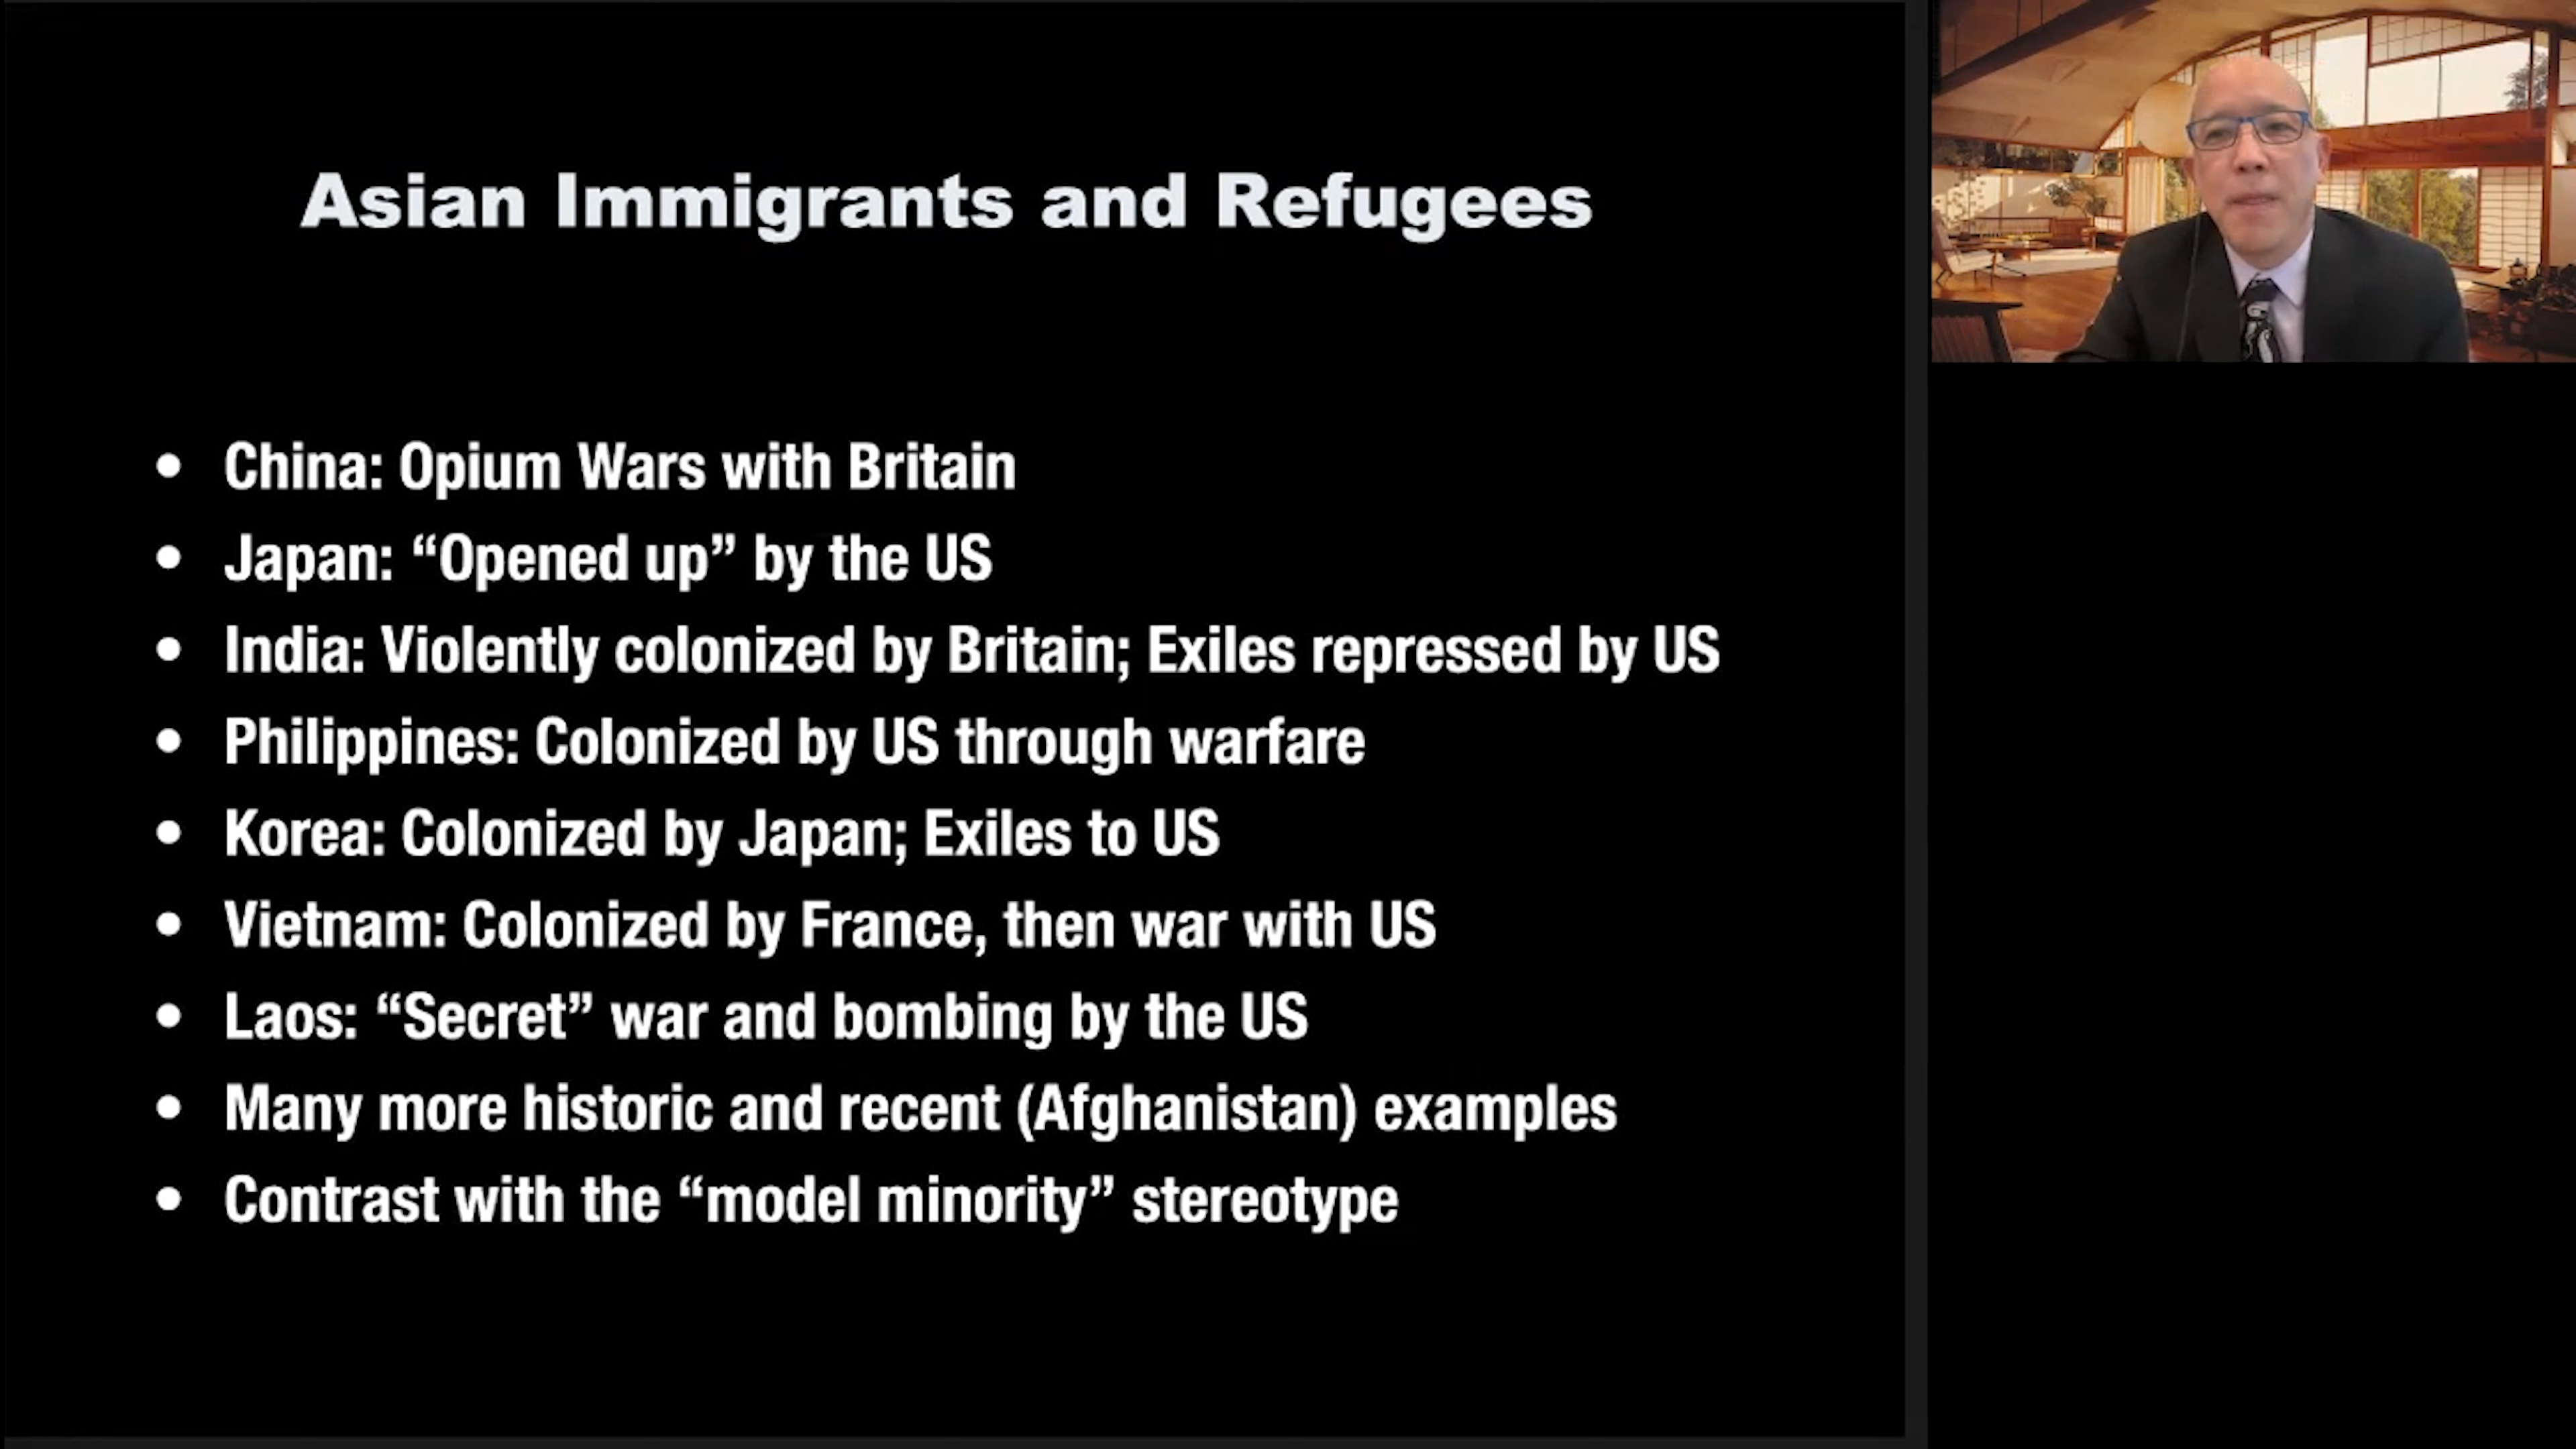 Asian Immigrants and Refugees
• China: Opium Wars with Britain
• Japan: “Opened up” by the US
• India: Violently colonized by Britain; Exiles repressed by US
• Philippines: Colonized by US through warfare
• Korea: Colonized by Japan; Exiles to US
• Vietnam: Colonized by France, then war with US
• Laos: “Secret” war and bombing by the US
• Many more historic and recent (Afghanistan) examples
• Contrast with the “model minority” stereotype